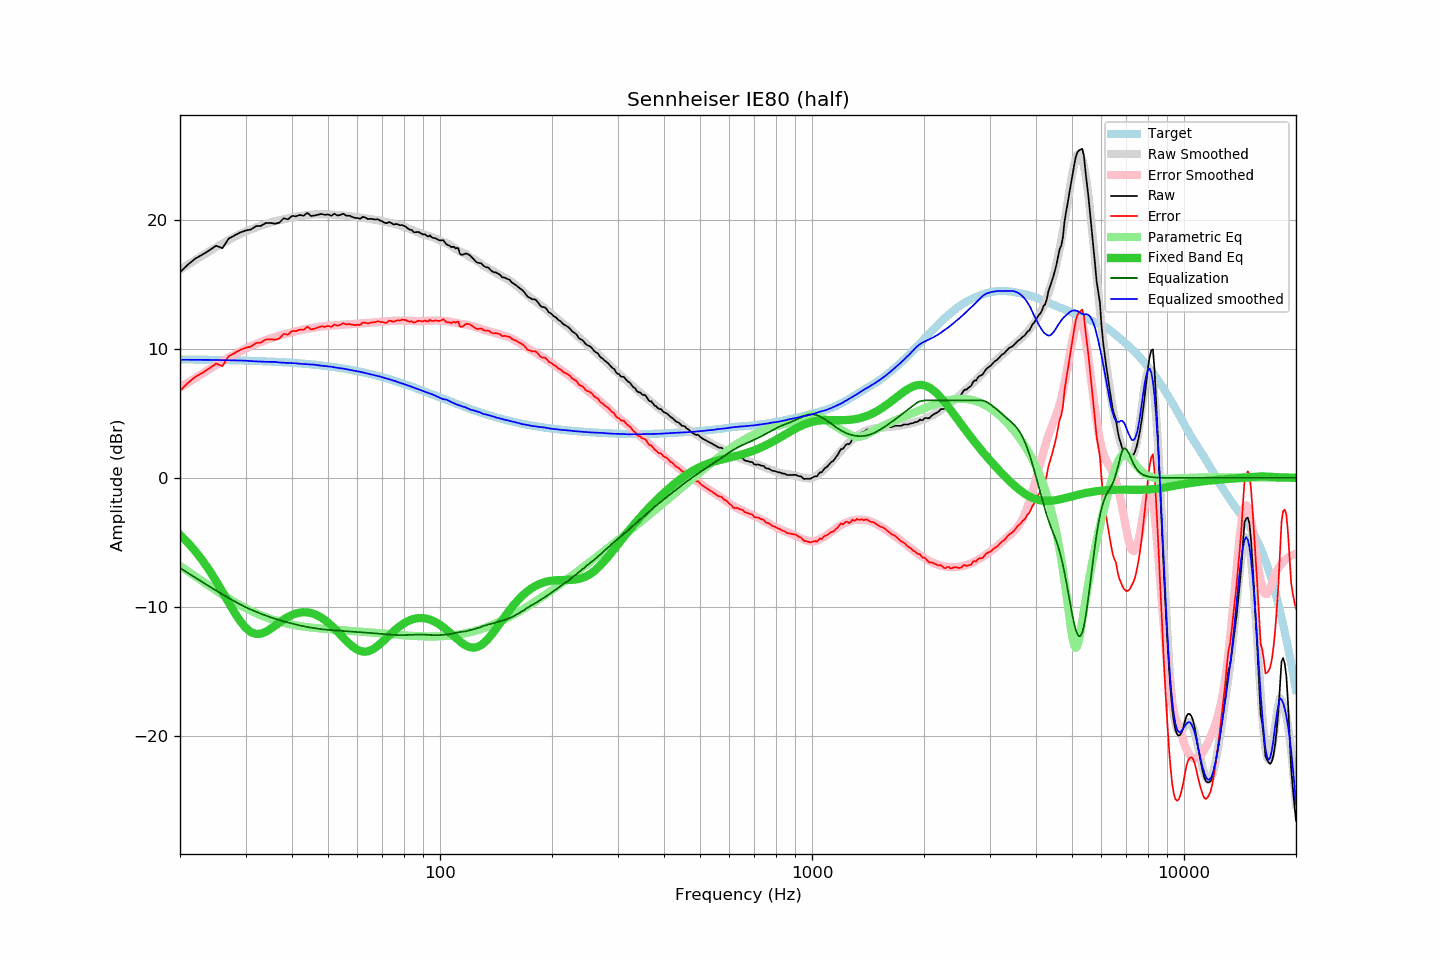 Sennheiser IE80 (half)
Target
Raw Smoothed
Error Smoothed
Raw
Error
Parametric Eq
Fixed Band Eq
Equalization
Equalized smoothed
20
10
0
−10
−20
Amplitude (dBr)
100
1000
10000
Frequency (Hz)